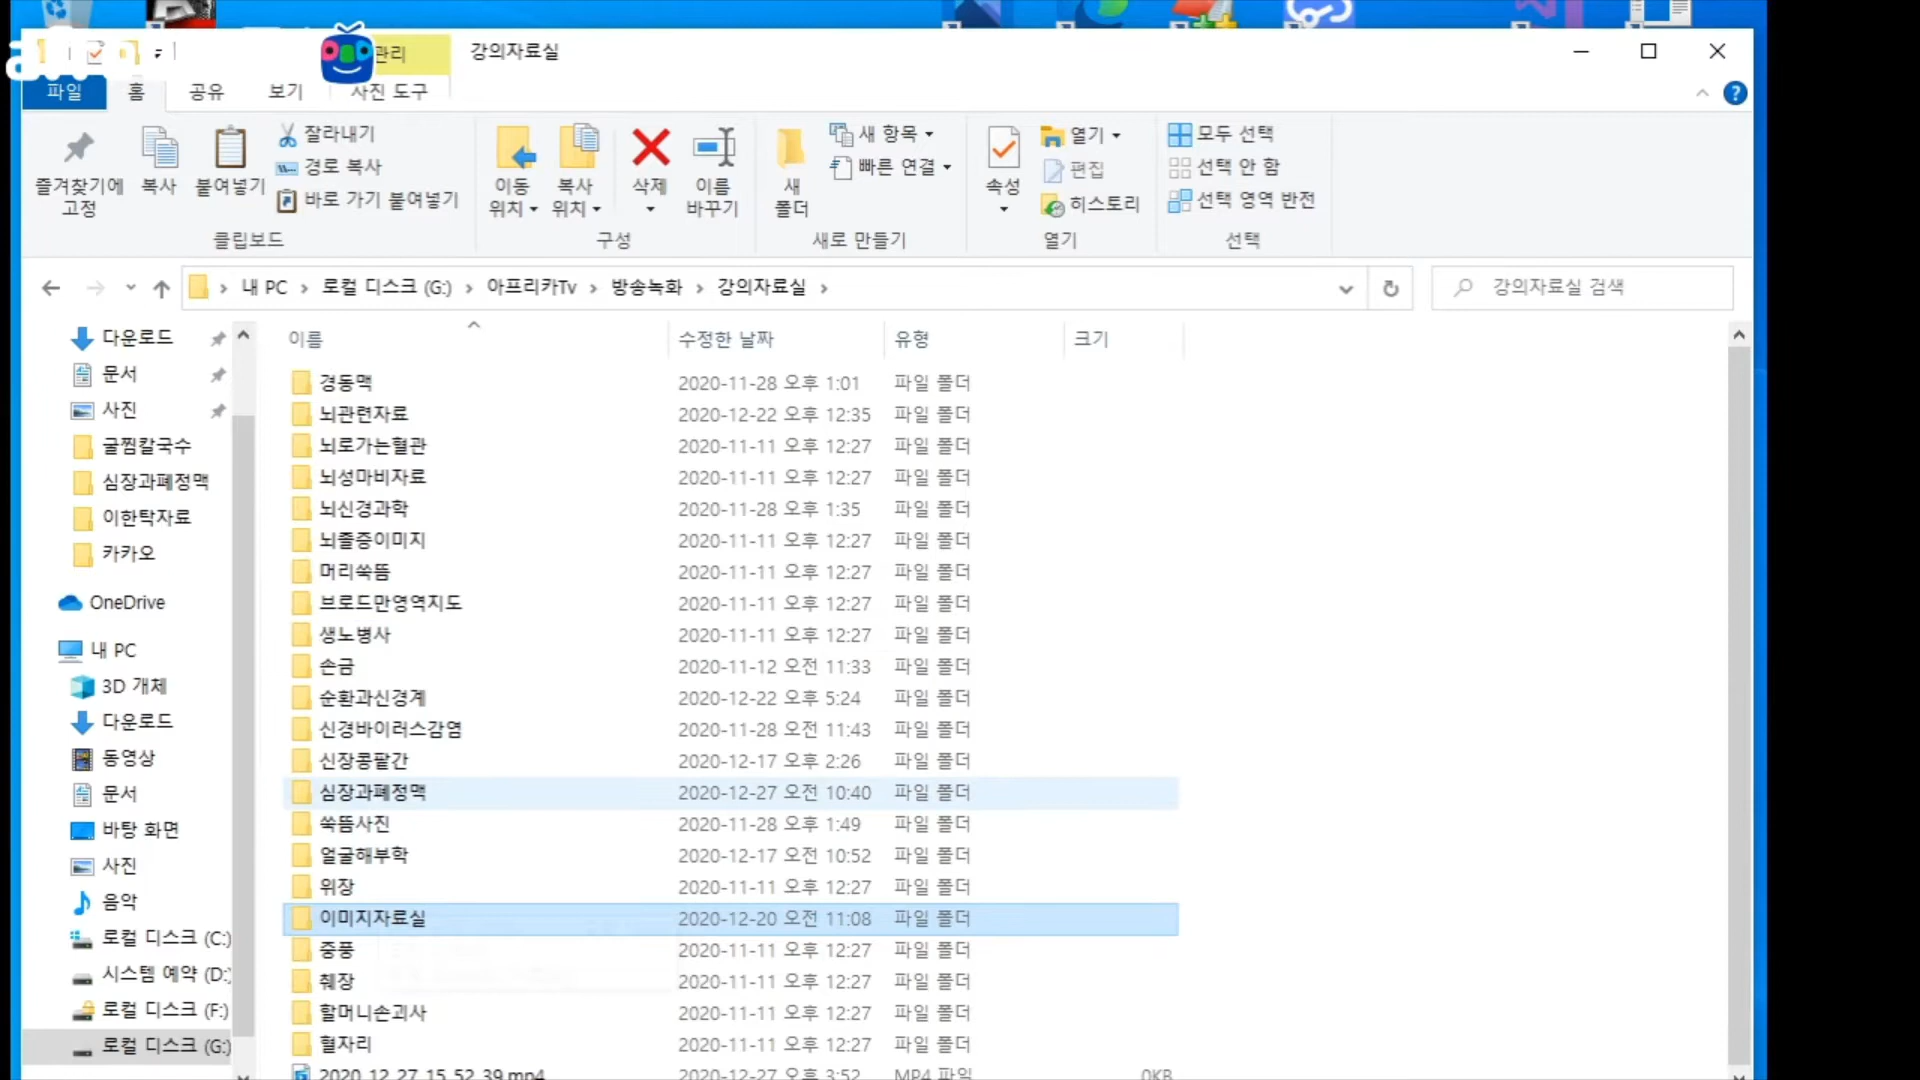 관리
강의자료실
파일
홈
공유
보기
사진 도구
즐겨찾기에 고정
복사
붙여넣기
잘라내기
경로 복사
바로 가기 붙여넣기
클립보드
이동 위치
복사 위치
삭제
이름 바꾸기
구성
새 폴더
새 항목
빠른 연결
새로 만들기
속성
열기
편집
히스토리
열기
모두 선택
선택 안 함
선택 영역 반전
선택
내 PC > 로컬 디스크 (G:) > 아프리카Tv > 방송녹화 > 강의자료실 >
강의자료실 검색
다운로드
문서
사진
굴찜칼국수
심장과폐정맥
이한탁자료
카카오
OneDrive
내 PC
3D 개체
다운로드
동영상
문서
바탕 화면
사진
음악
로컬 디스크 (C:)
시스템 예약 (D:)
로컬 디스크 (F:)
로컬 디스크 (G:)
이름 수정한 날짜 유형 크기
경동맥 2020-11-28 오후 1:01 파일 폴더
뇌관련자료 2020-12-22 오후 12:35 파일 폴더
뇌로가는혈관 2020-11-11 오후 12:27 파일 폴더
뇌성마비자료 2020-11-11 오후 12:27 파일 폴더
뇌신경과학 2020-11-28 오후 1:35 파일 폴더
뇌졸중이미지 2020-11-11 오후 12:27 파일 폴더
머리쑥뜸 2020-11-11 오후 12:27 파일 폴더
브로드만영역지도 2020-11-11 오후 12:27 파일 폴더
생노병사 2020-11-11 오후 12:27 파일 폴더
손금 2020-11-12 오전 11:33 파일 폴더
순환과신경계 2020-12-22 오후 5:24 파일 폴더
신경바이러스감염 2020-11-28 오전 11:43 파일 폴더
신장콩팥간 2020-12-17 오후 2:26 파일 폴더
심장과폐정맥 2020-12-27 오전 10:40 파일 폴더
쑥뜸사진 2020-11-28 오후 1:49 파일 폴더
얼굴해부학 2020-12-17 오전 10:52 파일 폴더
위장 2020-11-11 오후 12:27 파일 폴더
이미지자료실 2020-12-20 오전 11:08 파일 폴더
중풍 2020-11-11 오후 12:27 파일 폴더
췌장 2020-11-11 오후 12:27 파일 폴더
할머니손괴사 2020-11-11 오후 12:27 파일 폴더
혈자리 2020-11-11 오후 12:27 파일 폴더
2020_12_27_15_52_39.mp4 2020-12-27 오후 3:52 MP4 파일 0KB